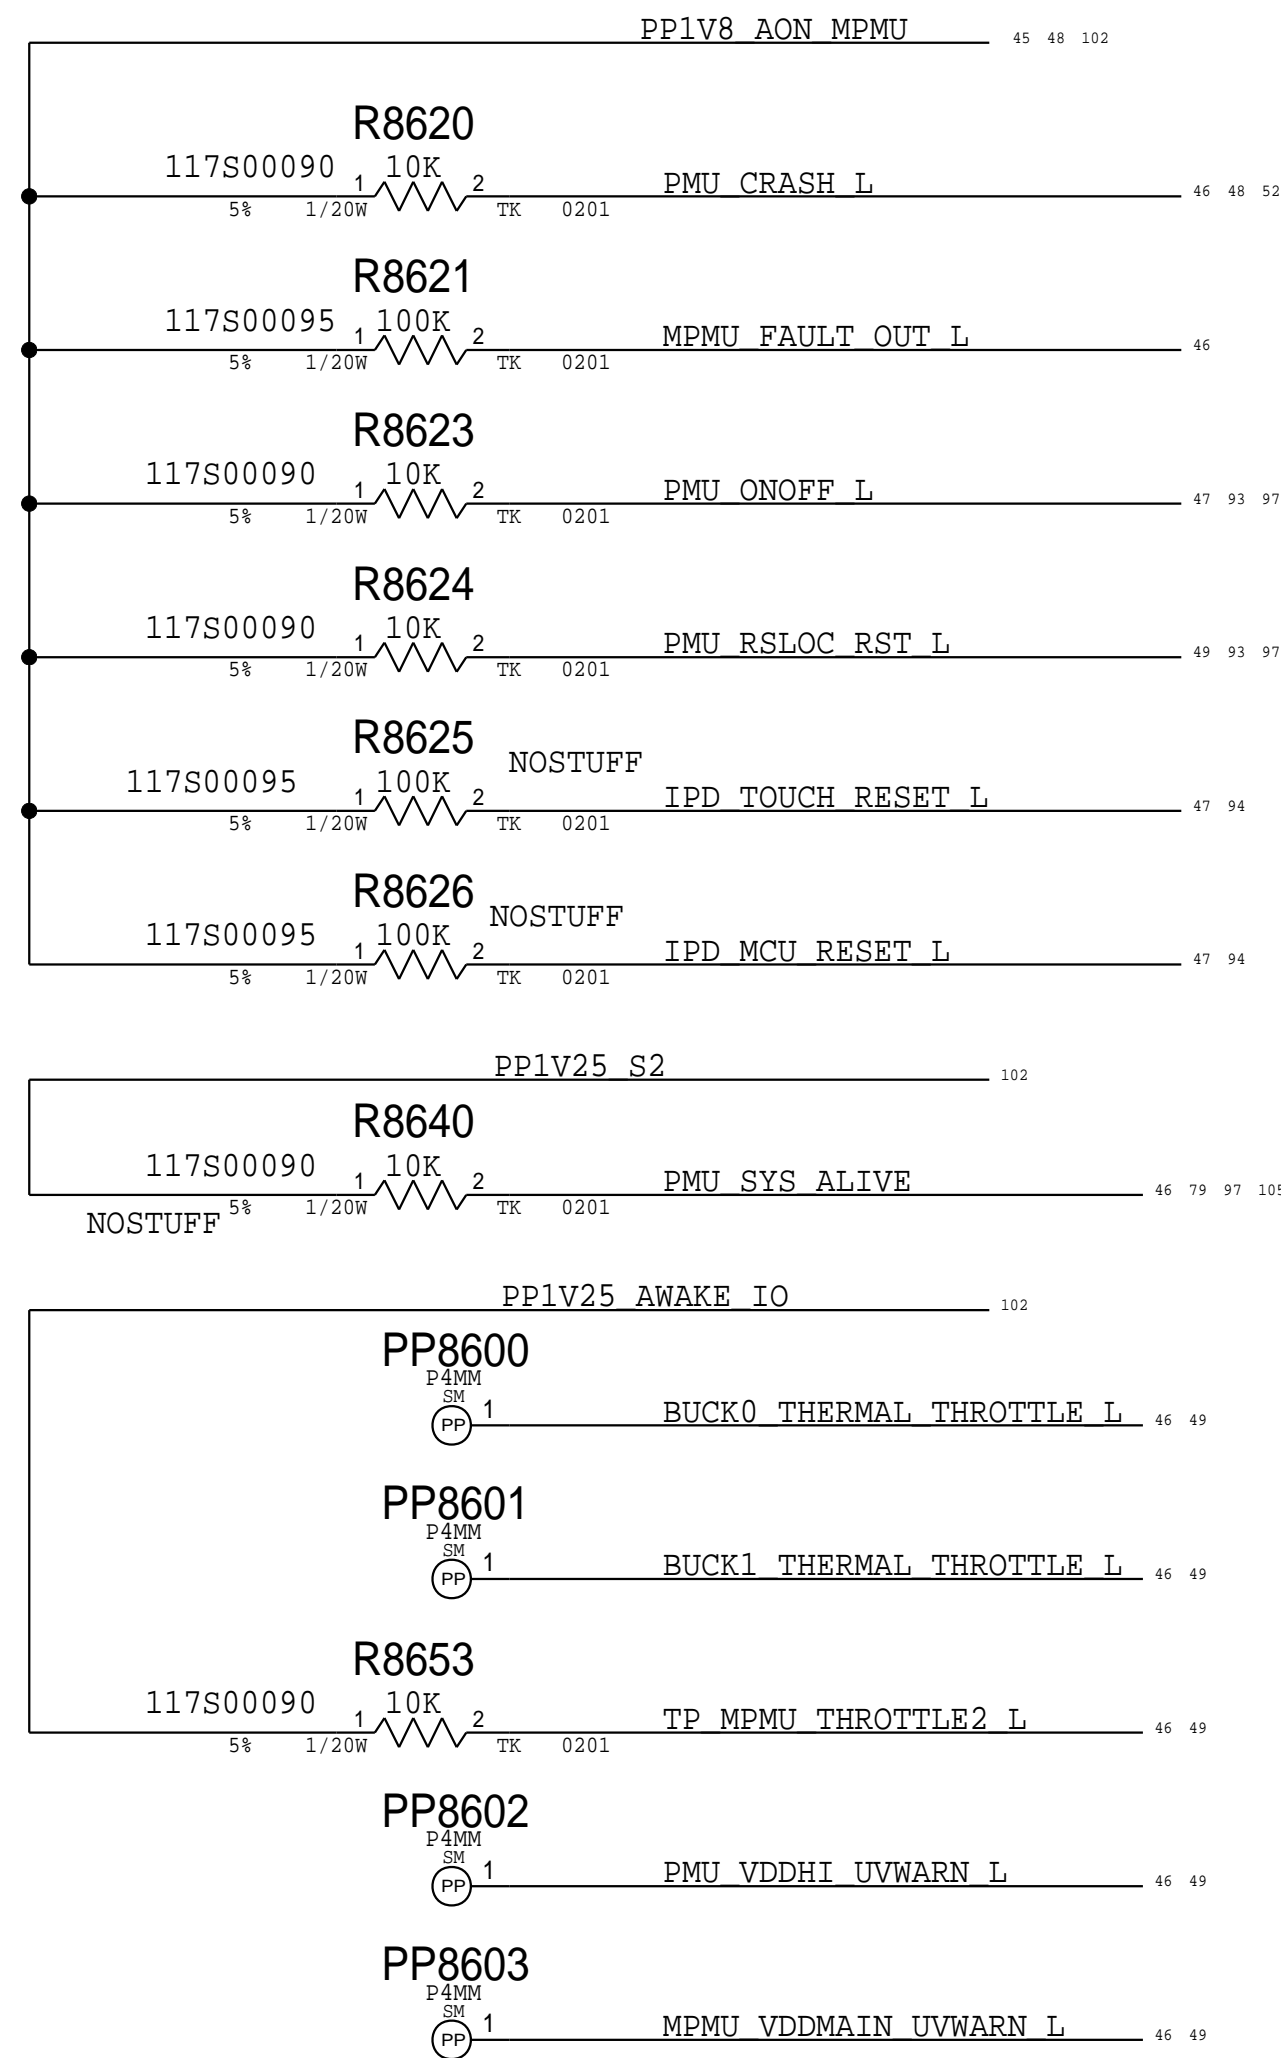 PP1V8_AON_MPMU 45 48 102
R8620
117S00090 1 10K 2 PMU_CRASH_L 46 48 52
5% 1/20W TK 0201
R8621
117S00095 1 100K 2 MPMU_FAULT_OUT_L 46
5% 1/20W TK 0201
R8623
117S00090 1 10K 2 PMU_ONOFF_L 47 93 97
5% 1/20W TK 0201
R8624
117S00090 1 10K 2 PMU_RSLOC_RST_L 49 93 97
5% 1/20W TK 0201
R8625 NOSTUFF
117S00095 1 100K 2 IPD_TOUCH_RESET_L 47 94
5% 1/20W TK 0201
R8626 NOSTUFF
117S00095 1 100K 2 IPD_MCU_RESET_L 47 94
5% 1/20W TK 0201
PP1V25_S2 102
R8640
117S00090 1 10K 2 PMU_SYS_ALIVE 46 79 97 105
NOSTUFF 5% 1/20W TK 0201
PP1V25_AWAKE_IO 102
PP8600
P4MM
SM
PP 1 BUCK0_THERMAL_THROTTLE_L 46 49
PP8601
P4MM
SM
PP 1 BUCK1_THERMAL_THROTTLE_L 46 49
R8653
117S00090 1 10K 2 TP_MPMU_THROTTLE2_L 46 49
5% 1/20W TK 0201
PP8602
P4MM
SM
PP 1 PMU_VDDHI_UVWARN_L 46 49
PP8603
P4MM
SM
PP 1 MPMU_VDDMAIN_UVWARN_L 46 49